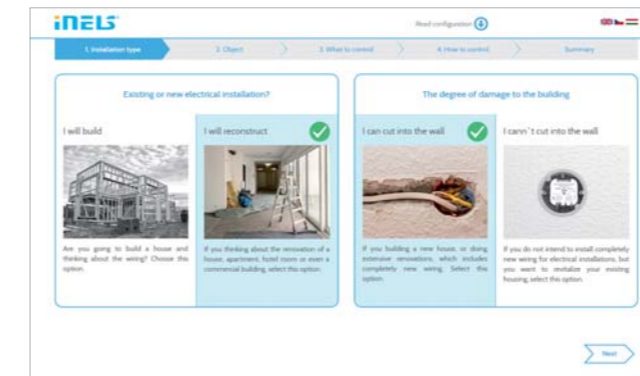 iNELS
Read configuration
1. Installation type
2. Object
3. What to control
4. How to control
Summary
Existing or new electrical installation?
The degree of damage to the building
I will build
I will reconstruct
I can cut into the wall
I cann`t cut into the wall
Are you going to build a house and
thinking about the wiring? Choose this
option.
If you thinking about the renovation of a
house, apartment, hotel room or even a
commercial building, select this option.
If you building a new house, or doing
extensive renovations, which includes
completely new wiring. Select this
option.
If you do not intend to install completely
new wiring for electrical installations, but
you want to revitalize your existing
housing, select this option.
Next